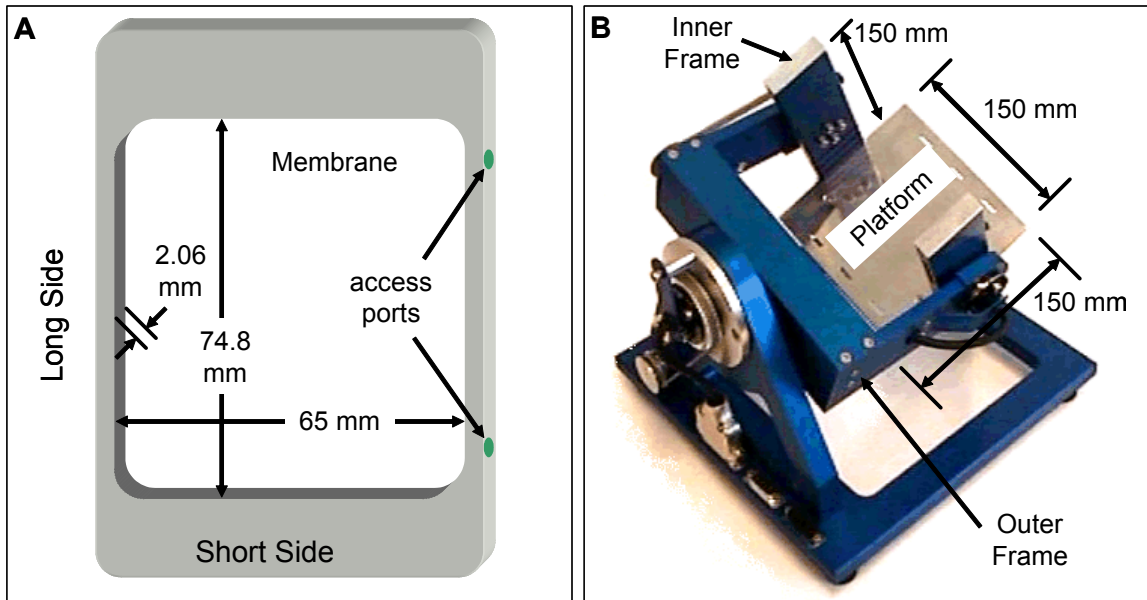 A
Membrane
Long Side
2.06
mm
access
ports
74.8
mm
65 mm
Short Side
B
Inner
Frame
150 mm
150 mm
Platform
150 mm
Outer
Frame